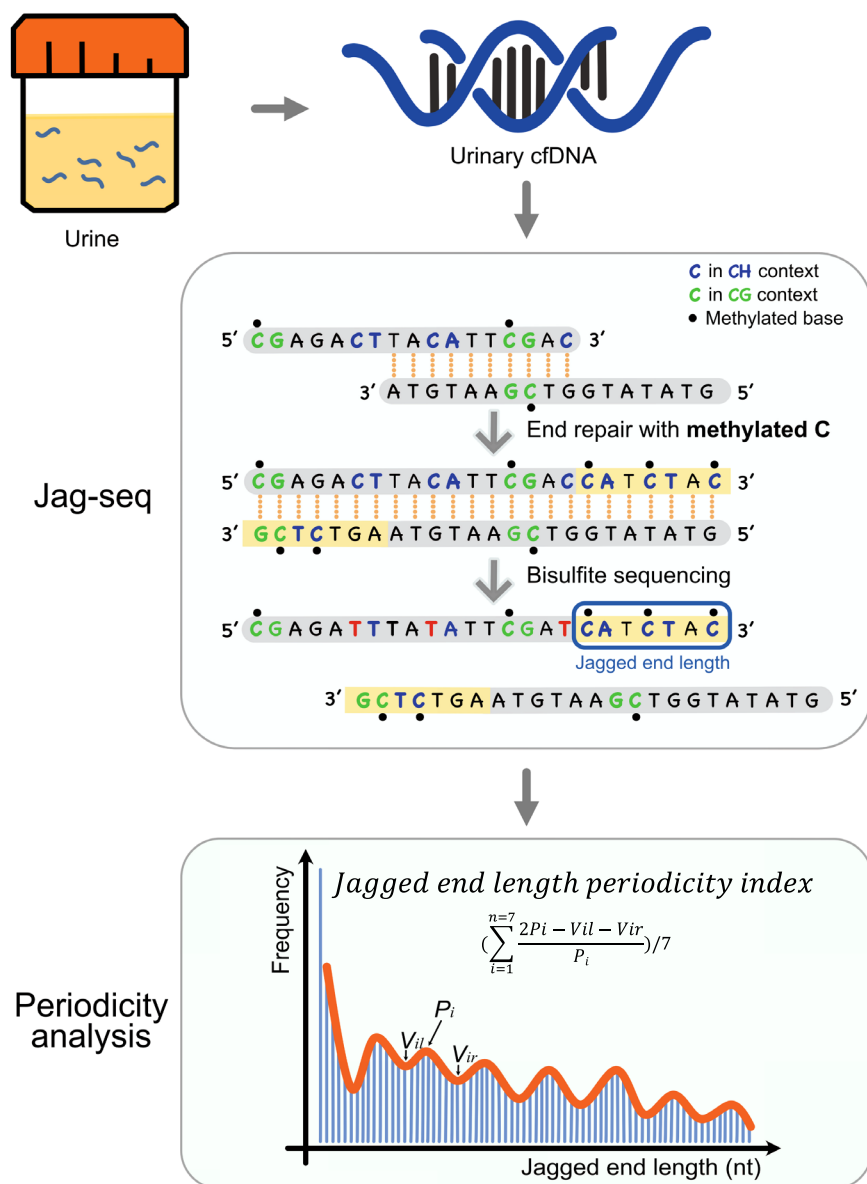 Urine
Urinary cfDNA
C in CH context
C in CG context
Methylated base
5′ CGAGACTTACATTCGAC 3′
3′ ATGTAAGCTGGTATATG 5′
End repair with methylated C
Jag-seq
5′ CGAGACTTACATTCGACCATCTAC 3′
3′ GCTCTGAATGTAAGCTGGTATATG 5′
Bisulfite sequencing
5′ CGAGATTTTATATTCGATCATCTAC 3′
Jagged end length
3′ GCTCTGAATGTAAGCTGGTATATG 5′
Periodicity
analysis
Frequency
Jagged end length periodicity index
(∑ i=1 n=7 2Pi − Vil − Vir / Pi)/7
Pi
Vil
Vir
Jagged end length (nt)